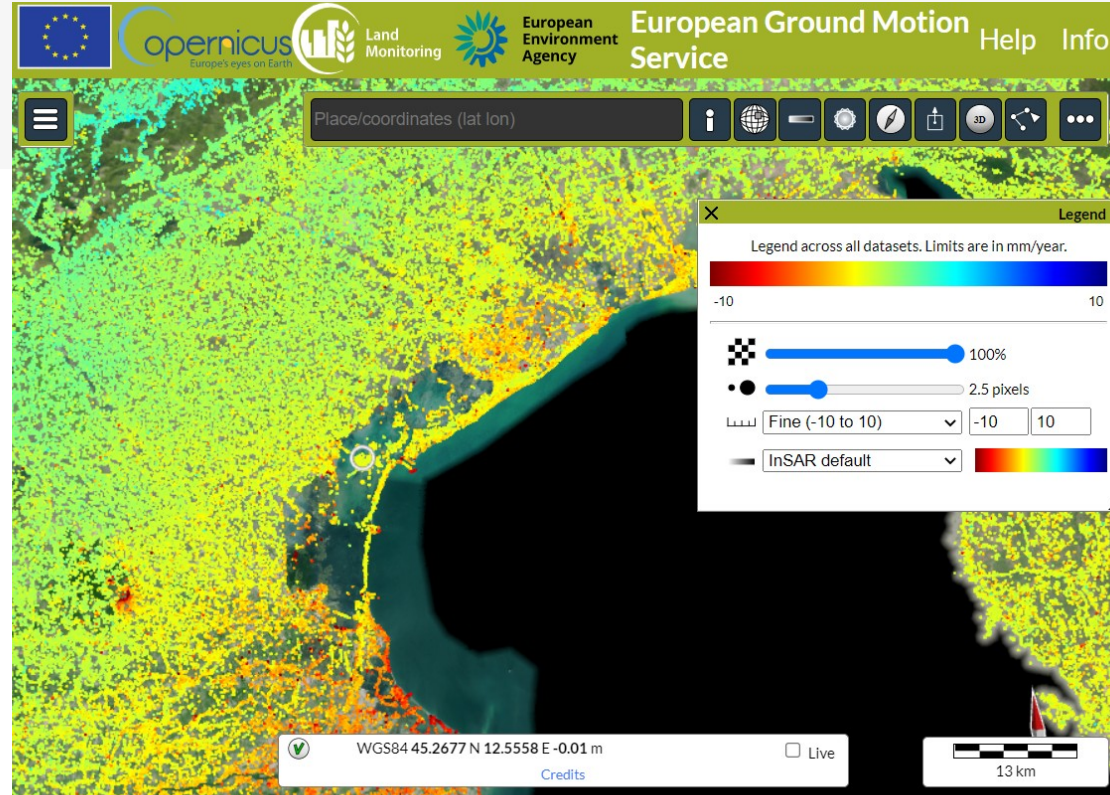 Copernicus
Europe's eyes on Earth
Land
Monitoring
European
Environment
Agency
European Ground Motion
Service
Help
Info
Place/coordinates (lat lon)
i
3D
Legend
Legend across all datasets. Limits are in mm/year.
-10
10
100%
2.5 pixels
Fine (-10 to 10)
-10
10
InSAR default
WGS84 45.2677 N 12.5558 E -0.01 m
Live
Credits
13 km